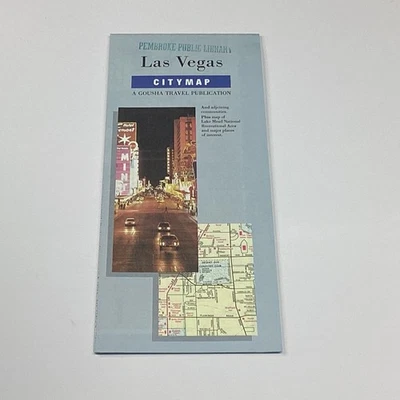 PEMBROKE PUBLIC LIBRARY
Las Vegas
CITYMAP
A GOUSHA TRAVEL PUBLICATION
And adjoining
communities.
Plus map of
Lake Mead National
Recreational Area
and major places
of interest.
MINT